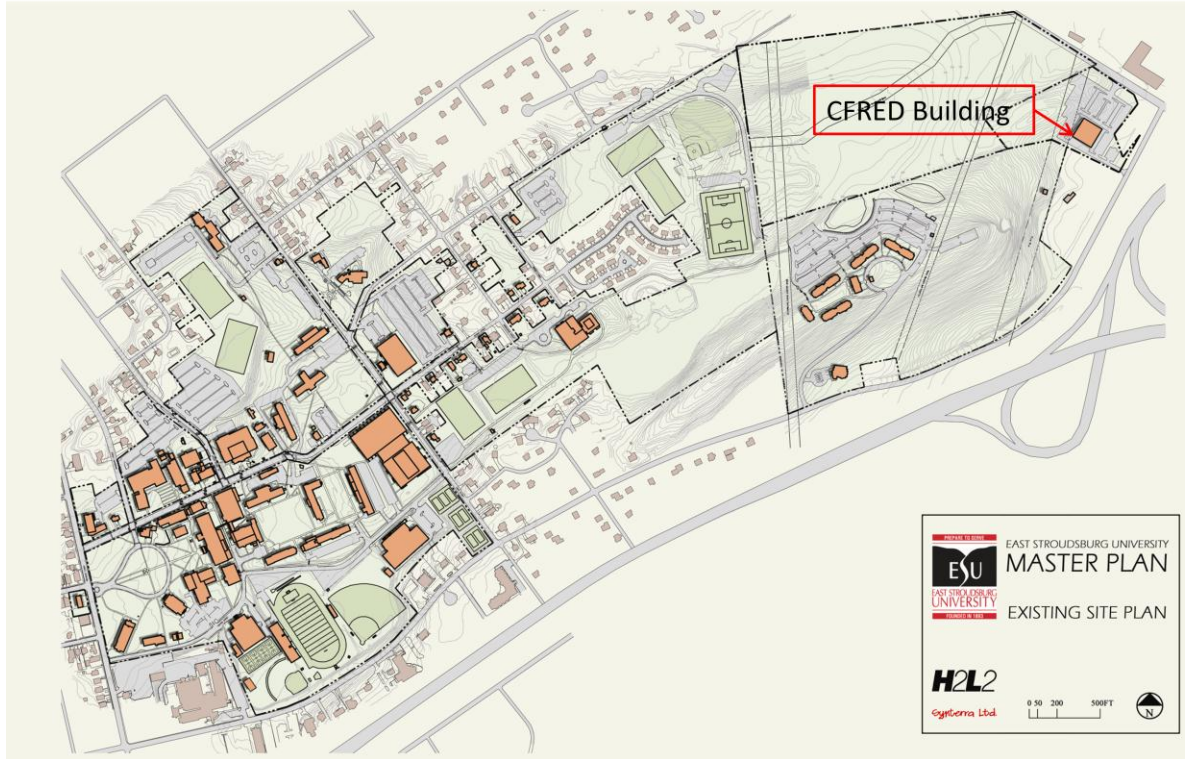 CFRED Building
PREPARE TO SERVE
ESU
EAST STROUDSBURG
UNIVERSITY
FOUNDED IN 1893
EAST STROUDSBURG UNIVERSITY
MASTER PLAN
EXISTING SITE PLAN
H2L2
Synterra Ltd.
0 50 200 500FT
N